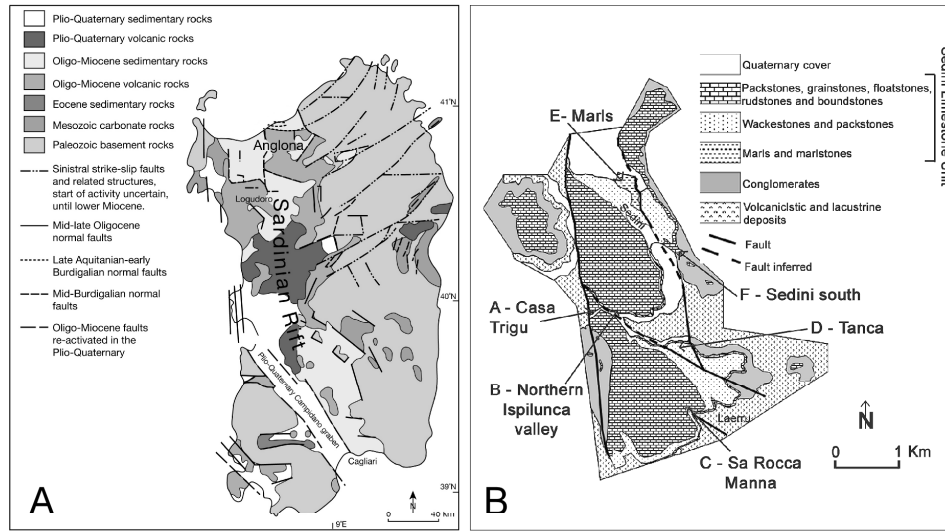 Plio-Quaternary sedimentary rocks
Plio-Quaternary volcanic rocks
Oligo-Miocene sedimentary rocks
Oligo-Miocene volcanic rocks
Eocene sedimentary rocks
Mesozoic carbonate rocks
Paleozoic basement rocks
Sinistral strike-slip faults
and related structures,
start of activity uncertain,
until lower Miocene.
Mid-late Oligocene
normal faults
Late Aquitanian-early
Burdigalian normal faults
Mid-Burdigalian normal
faults
Oligo-Miocene faults
re-activated in the
Plio-Quaternary
Anglona
Logudoro
Sardinian Rift
Plio-Quaternary Campidano graban
Cagliari
41°N
40°N
39°N
9°E
N
0 40 km
A
Quaternary cover
Packstones, grainstones, floatstones,
rudstones and boundstones
Wackestones and packstones
Marls and marlstones
Conglomerates
Volcaniclstic and lacustrine
deposits
Fault
Fault inferred
Sedini Limestone Unit
E- Marls
Sedini
F - Sedini south
A - Casa
Trigu
D - Tanca
B - Northern
Ispilunca
valley
Laerru
C - Sa Rocca
Manna
N
0 1 Km
B